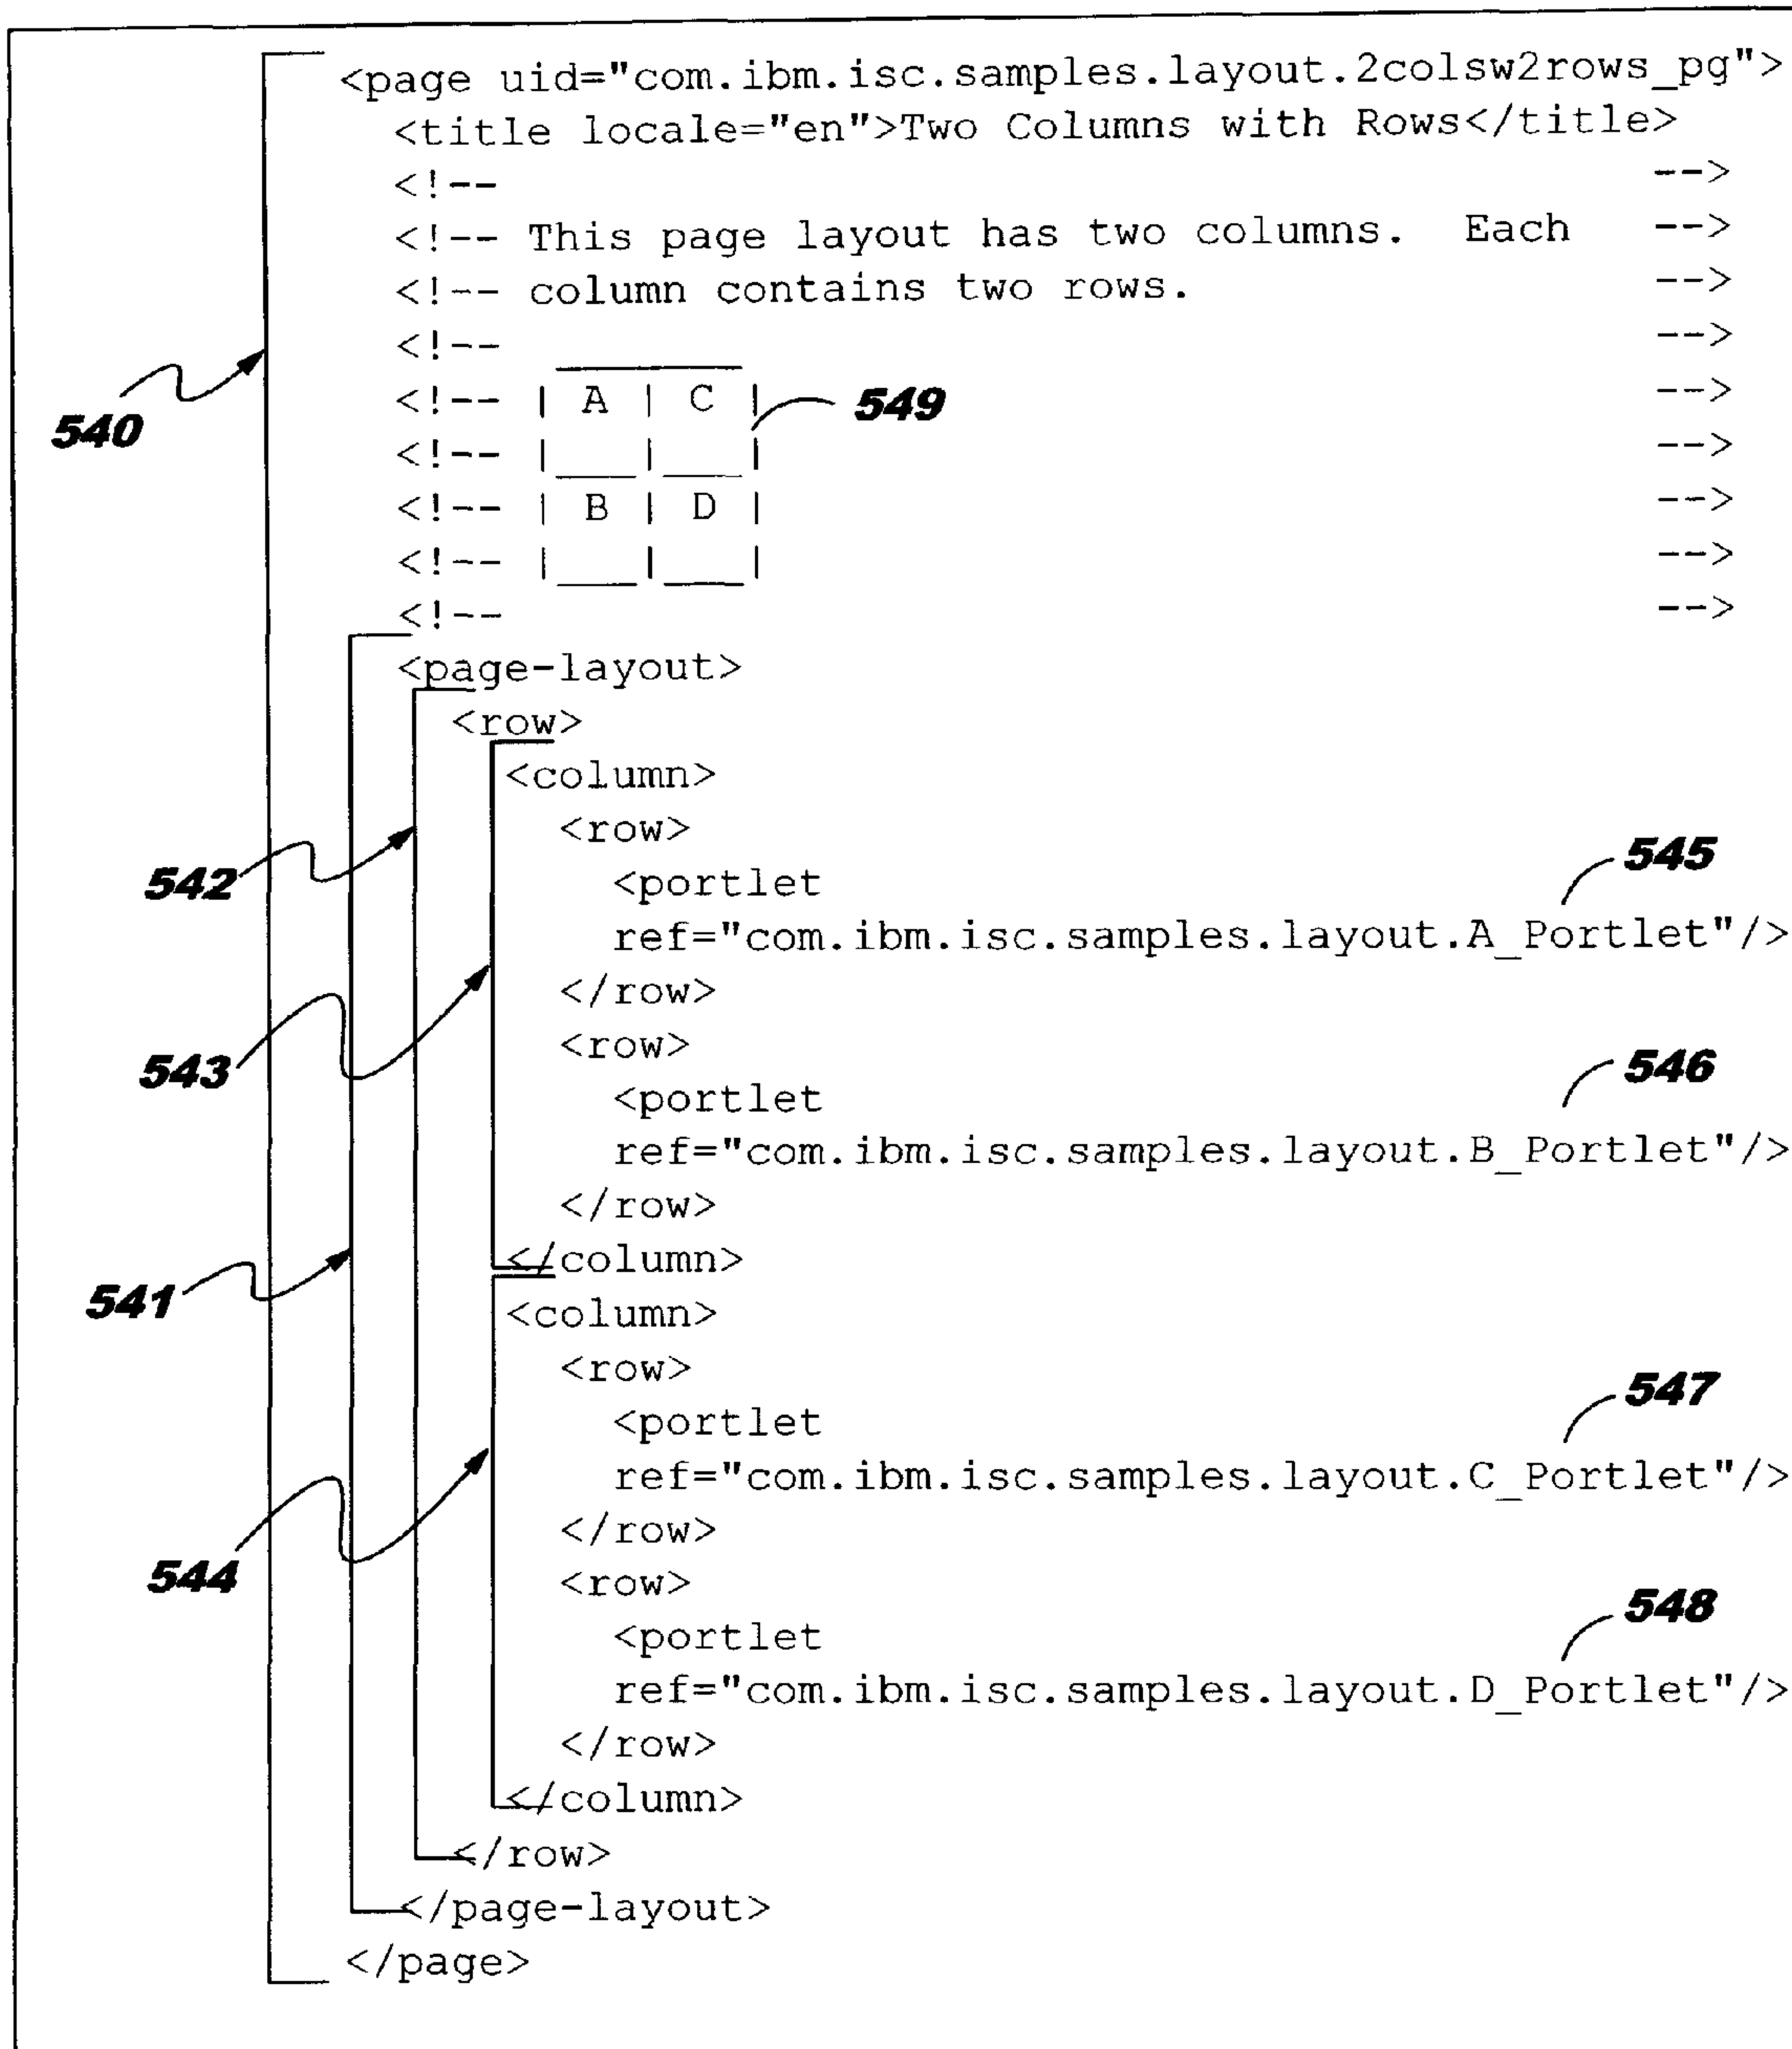 <page uid="com.ibm.isc.samples.layout.2colsw2rows_pg">
<title locale="en">Two Columns with Rows</title>
<!-- -->
<!-- This page layout has two columns. Each -->
<!-- column contains two rows. -->
<!-- -->
<!-- | A | C | 549 -->
540
<!-- |__|__| -->
<!-- | B | D | -->
<!-- |__|__| -->
<!-- -->
<page-layout>
<row>
<column>
<row>
545
542
<portlet
ref="com.ibm.isc.samples.layout.A_Portlet"/>
</row>
<row>
543
546
<portlet
ref="com.ibm.isc.samples.layout.B_Portlet"/>
</row>
</column>
541
<column>
<row>
547
<portlet
ref="com.ibm.isc.samples.layout.C_Portlet"/>
</row>
544
<row>
548
<portlet
ref="com.ibm.isc.samples.layout.D_Portlet"/>
</row>
</column>
</row>
</page-layout>
</page>